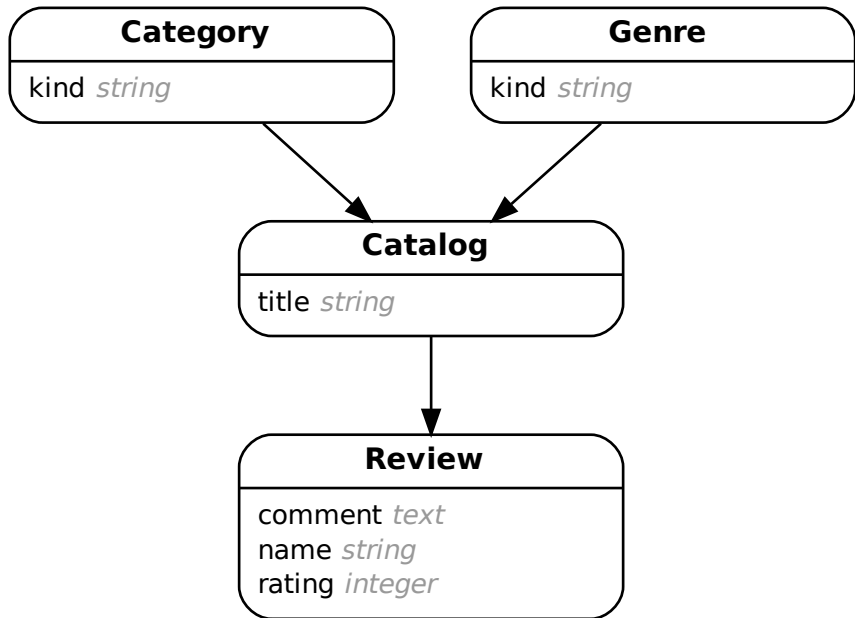 Category
kind string
Genre
kind string
Catalog
title string
Review
comment text
name string
rating integer